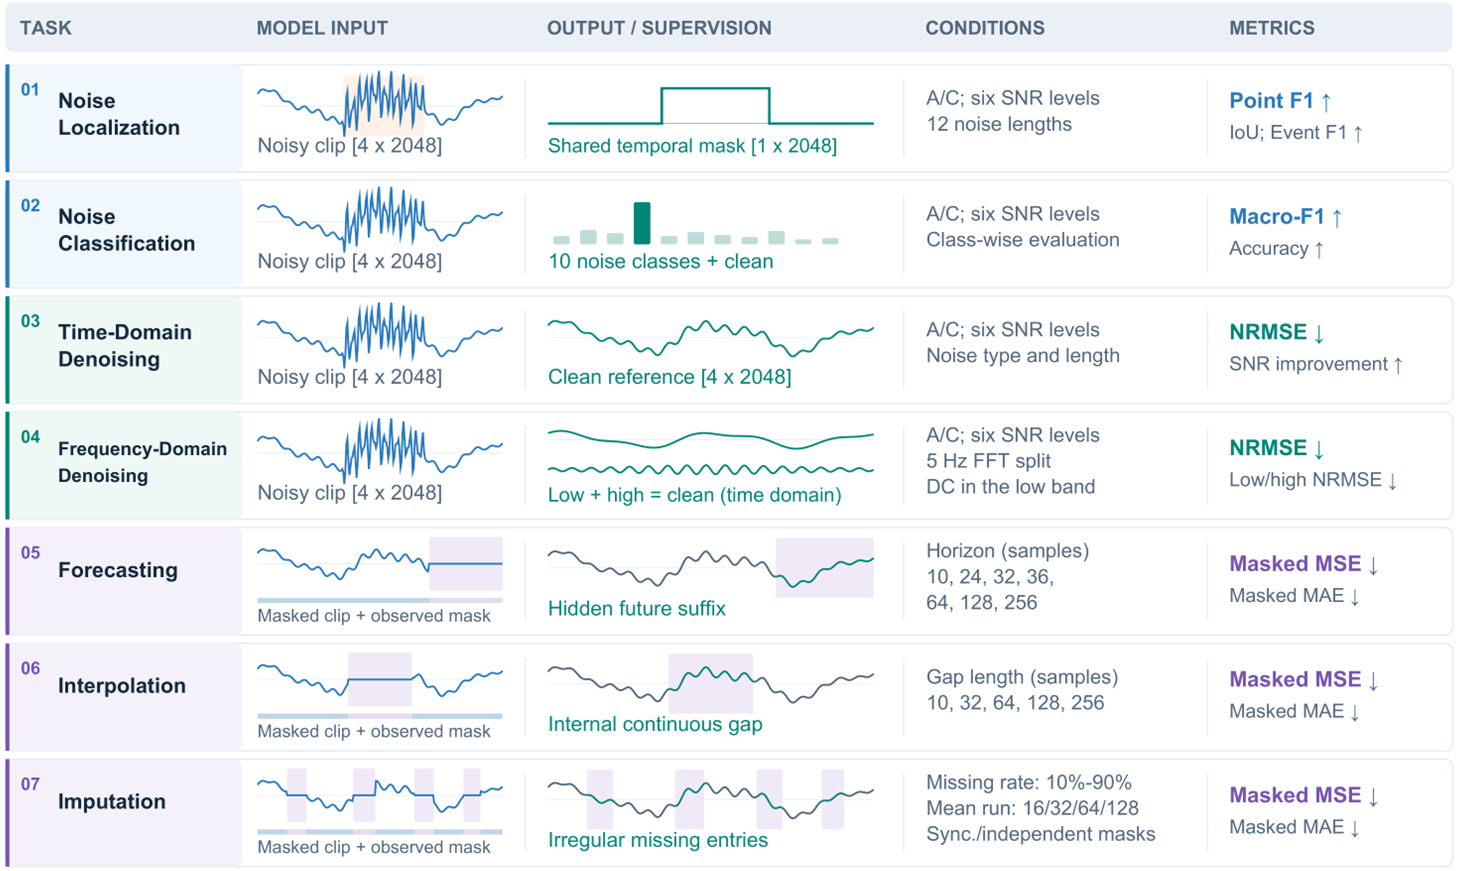 TASK
MODEL INPUT
OUTPUT / SUPERVISION
CONDITIONS
METRICS
01
Noise
Localization
Noisy clip [4 x 2048]
Shared temporal mask [1 x 2048]
A/C; six SNR levels
12 noise lengths
Point F1 ↑
IoU; Event F1 ↑
02
Noise
Classification
Noisy clip [4 x 2048]
10 noise classes + clean
A/C; six SNR levels
Class-wise evaluation
Macro-F1 ↑
Accuracy ↑
03
Time-Domain
Denoising
Noisy clip [4 x 2048]
Clean reference [4 x 2048]
A/C; six SNR levels
Noise type and length
NRMSE ↓
SNR improvement ↑
04
Frequency-Domain
Denoising
Noisy clip [4 x 2048]
Low + high = clean (time domain)
A/C; six SNR levels
5 Hz FFT split
DC in the low band
NRMSE ↓
Low/high NRMSE ↓
05
Forecasting
Masked clip + observed mask
Hidden future suffix
Horizon (samples)
10, 24, 32, 36,
64, 128, 256
Masked MSE ↓
Masked MAE ↓
06
Interpolation
Masked clip + observed mask
Internal continuous gap
Gap length (samples)
10, 32, 64, 128, 256
Masked MSE ↓
Masked MAE ↓
07
Imputation
Masked clip + observed mask
Irregular missing entries
Missing rate: 10%-90%
Mean run: 16/32/64/128
Sync./independent masks
Masked MSE ↓
Masked MAE ↓